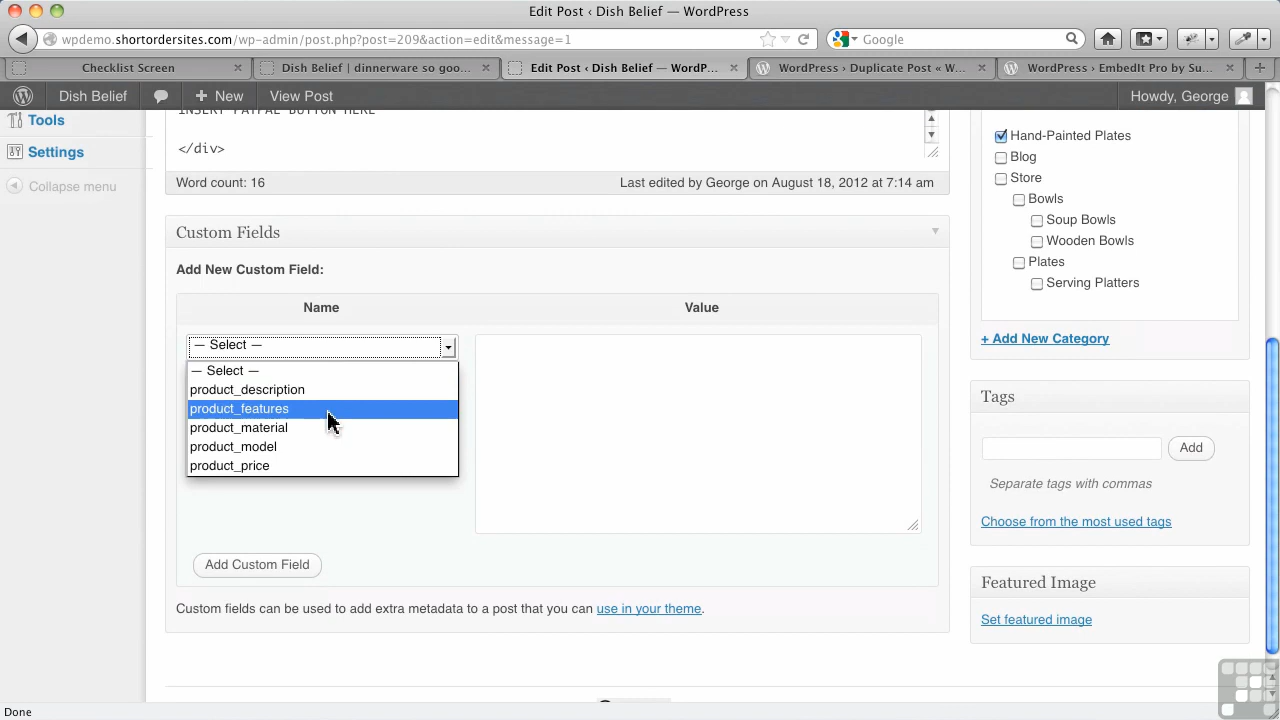 Edit Post ‹ Dish Belief — WordPress
wpdemo.shortordersites.com/wp-admin/post.php?post=209&action=edit&message=1
Google
Checklist Screen
Dish Belief | dinnerware so goo...
Edit Post ‹ Dish Belief — WordP...
WordPress › Duplicate Post « W...
WordPress › EmbedIt Pro by Su...
Dish Belief
New
View Post
Howdy, George
INSERT PAYPAL BUTTON HERE
Tools
</div>
Settings
Collapse menu
Word count: 16
Last edited by George on August 18, 2012 at 7:14 am
Custom Fields
Add New Custom Field:
Name
Value
— Select —
— Select —
product_description
product_features
product_material
product_model
product_price
Add Custom Field
Custom fields can be used to add extra metadata to a post that you can use in your theme.
Hand-Painted Plates
Blog
Store
Bowls
Soup Bowls
Wooden Bowls
Plates
Serving Platters
+ Add New Category
Tags
Add
Separate tags with commas
Choose from the most used tags
Featured Image
Set featured image
Done